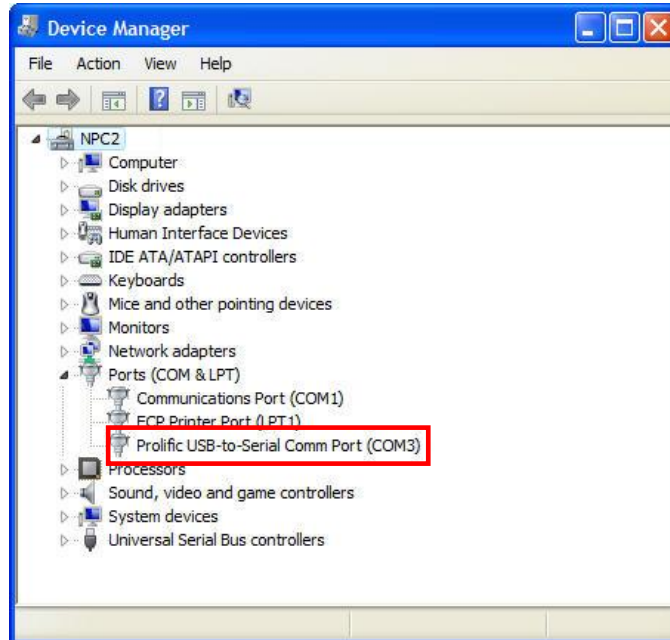 Device Manager
File Action View Help
NPC2
Computer
Disk drives
Display adapters
Human Interface Devices
IDE ATA/ATAPI controllers
Keyboards
Mice and other pointing devices
Monitors
Network adapters
Ports (COM & LPT)
Communications Port (COM1)
ECP Printer Port (LPT1)
Prolific USB-to-Serial Comm Port (COM3)
Processors
Sound, video and game controllers
System devices
Universal Serial Bus controllers